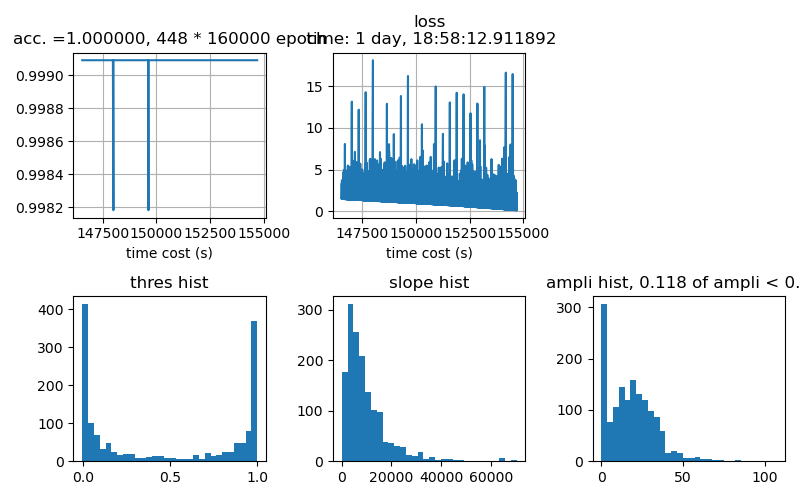 loss
acc. =1.000000, 448 * 160000 epoch
time: 1 day, 18:58:12.911892
0.9990
0.9988
0.9986
0.9984
0.9982
147500 150000 152500 155000
time cost (s)
15
10
5
0
147500 150000 152500 155000
time cost (s)
thres hist
400
300
200
100
0
0.0 0.5 1.0
slope hist
300
200
100
0
0 20000 40000 60000
ampli hist, 0.118 of ampli < 0.
300
200
100
0
0 50 100